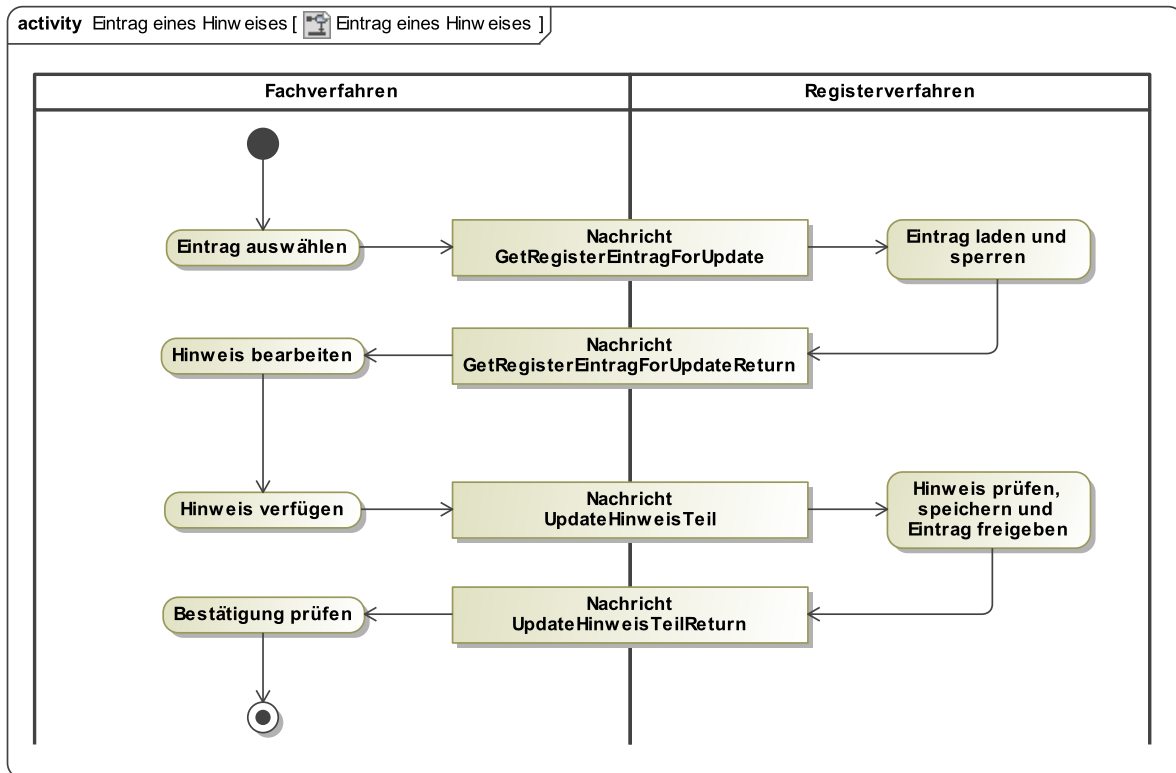 activity Eintrag eines Hinweises [ Eintrag eines Hinweises ]
Fachverfahren
Registerverfahren
Eintrag auswählen
Nachricht
GetRegisterEintragForUpdate
Eintrag laden und
sperren
Hinweis bearbeiten
Nachricht
GetRegisterEintragForUpdateReturn
Hinweis verfügen
Nachricht
UpdateHinweisTeil
Hinweis prüfen,
speichern und
Eintrag freigeben
Bestätigung prüfen
Nachricht
UpdateHinweisTeilReturn